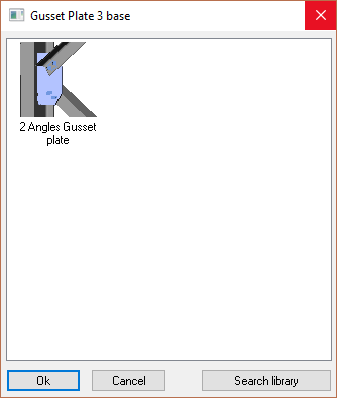 Gusset Plate 3 base
2 Angles Gusset
plate
Ok
Cancel
Search library